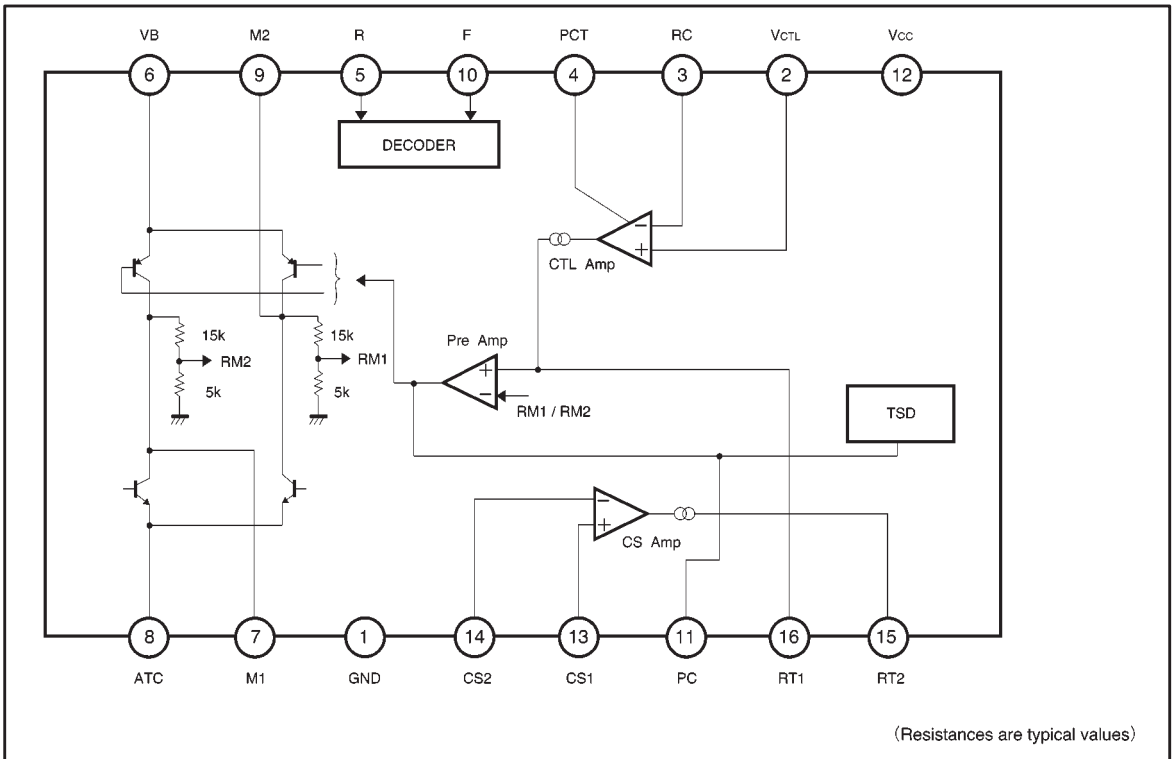 VB M2 R F PCT RC VCTL VCC
6 9 5 10 4 3 2 12
DECODER
−
+
CTL Amp
15k
RM2
5k
15k
RM1
5k
Pre Amp
+
−
RM1 / RM2
TSD
−
+
CS Amp
8 7 1 14 13 11 16 15
ATC M1 GND CS2 CS1 PC RT1 RT2
(Resistances are typical values)